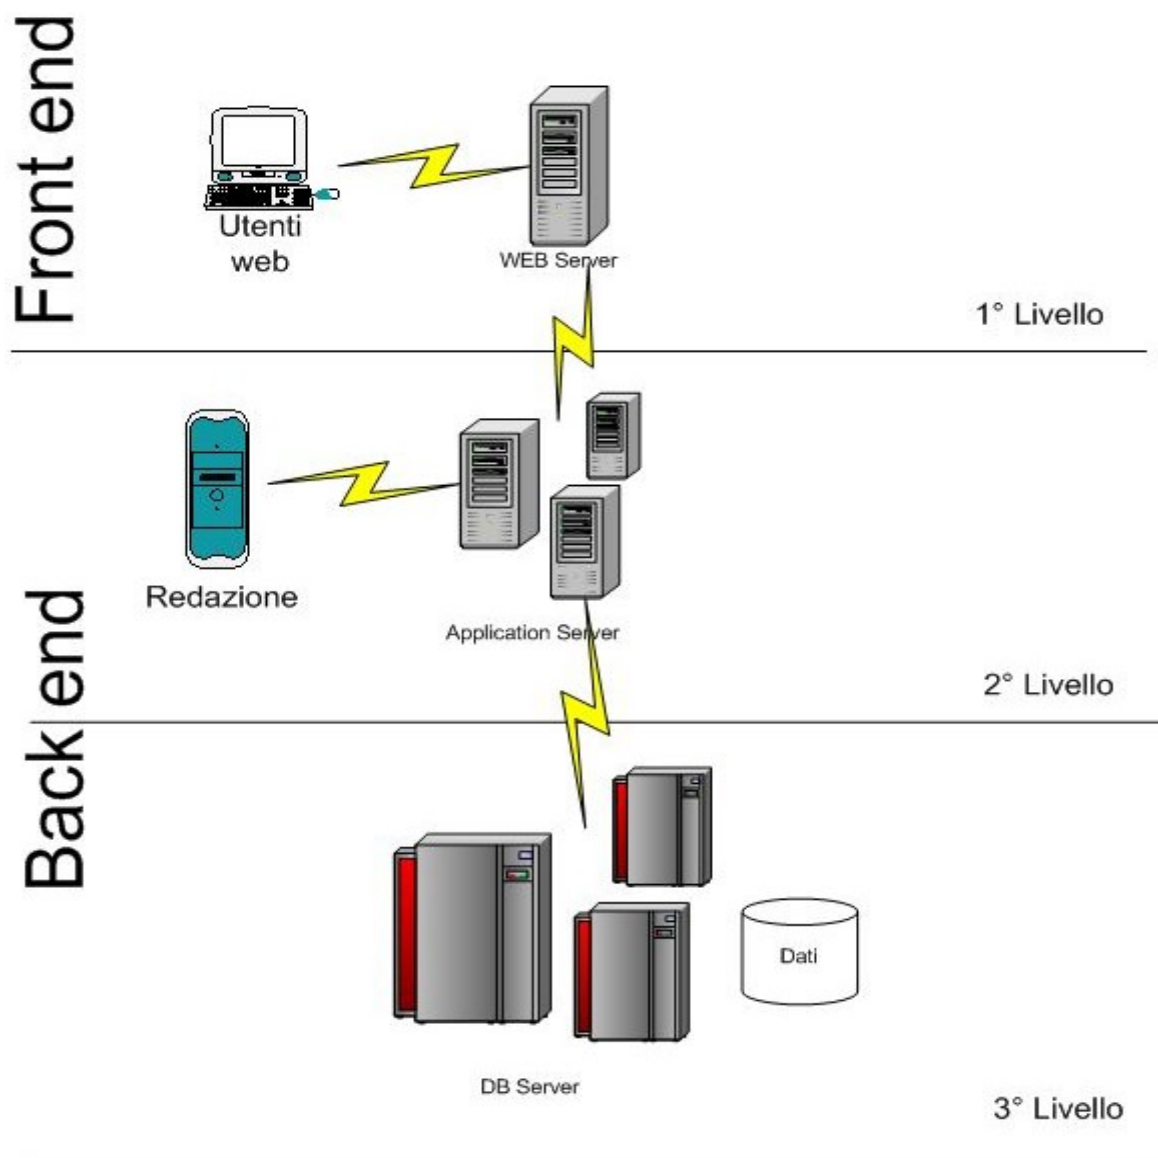 Front end
Utenti
web
WEB Server
1° Livello
Redazione
Application Server
2° Livello
Back end
Dati
DB Server
3° Livello